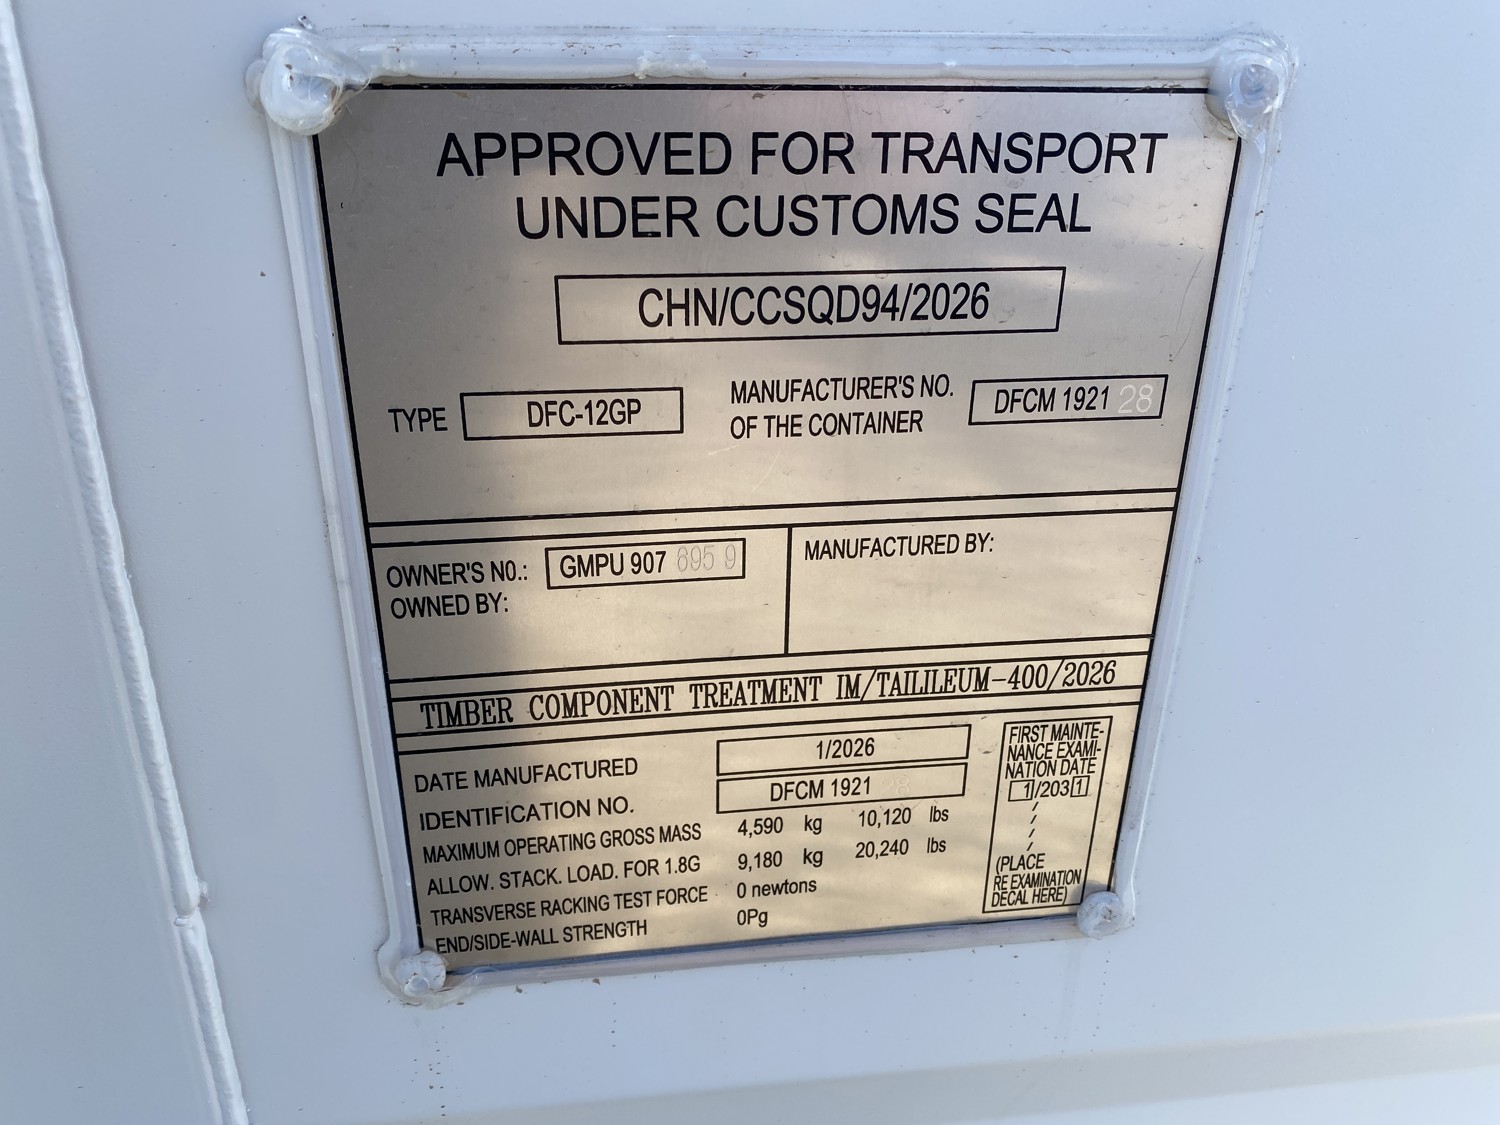 APPROVED FOR TRANSPORT
UNDER CUSTOMS SEAL
CHN/CCSQD94/2026
TYPE DFC-12GP
MANUFACTURER'S NO.
OF THE CONTAINER
DFCM 1921 28
OWNER'S NO.: GMPU 907 695 9
OWNED BY:
MANUFACTURED BY:
TIMBER COMPONENT TREATMENT IM/TAILILEUM-400/2026
DATE MANUFACTURED 1/2026
IDENTIFICATION NO. DFCM 1921 28
MAXIMUM OPERATING GROSS MASS 4,590 kg 10,120 lbs
ALLOW. STACK. LOAD. FOR 1.8G 9,180 kg 20,240 lbs
TRANSVERSE RACKING TEST FORCE 0 newtons
END/SIDE-WALL STRENGTH 0Pg
FIRST MAINTE-
NANCE EXAMI-
NATION DATE
1/2031
(PLACE
RE EXAMINATION
DECAL HERE)